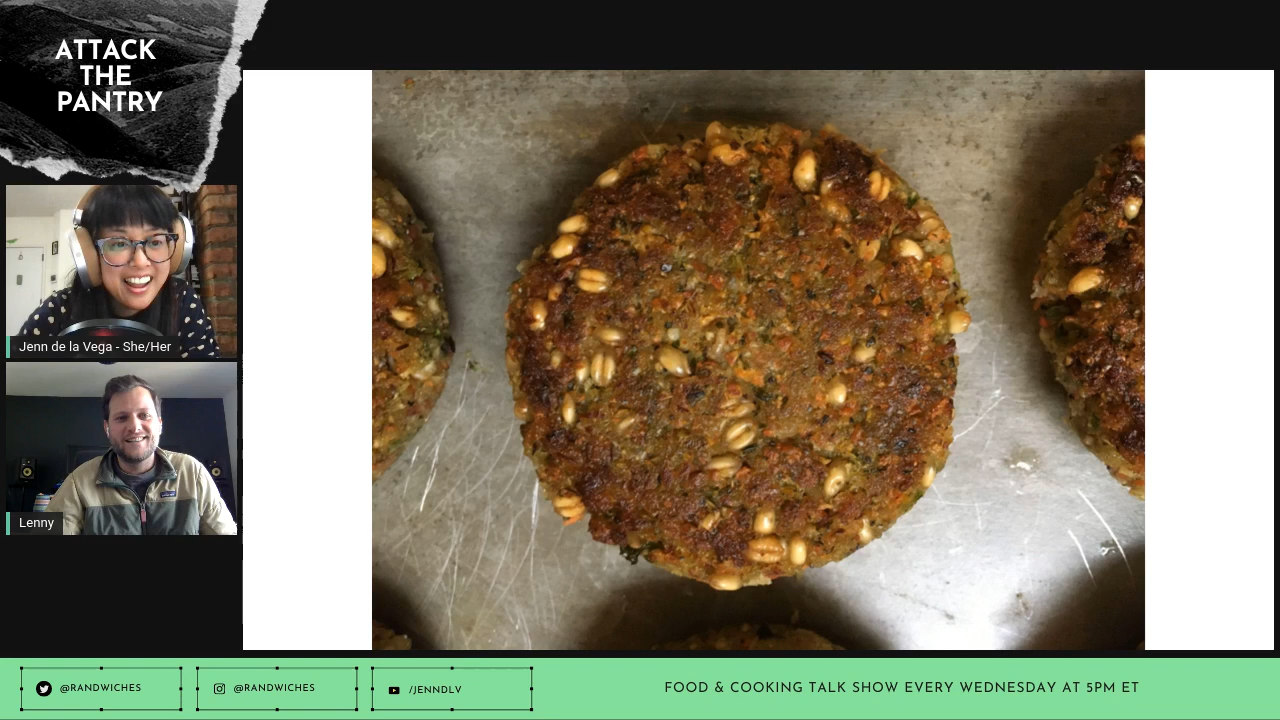 ATTACK
THE
PANTRY
Jenn de la Vega - She/Her
Lenny
@RANDWICHES
@RANDWICHES
/JENNDLV
FOOD & COOKING TALK SHOW EVERY WEDNESDAY AT 5PM ET